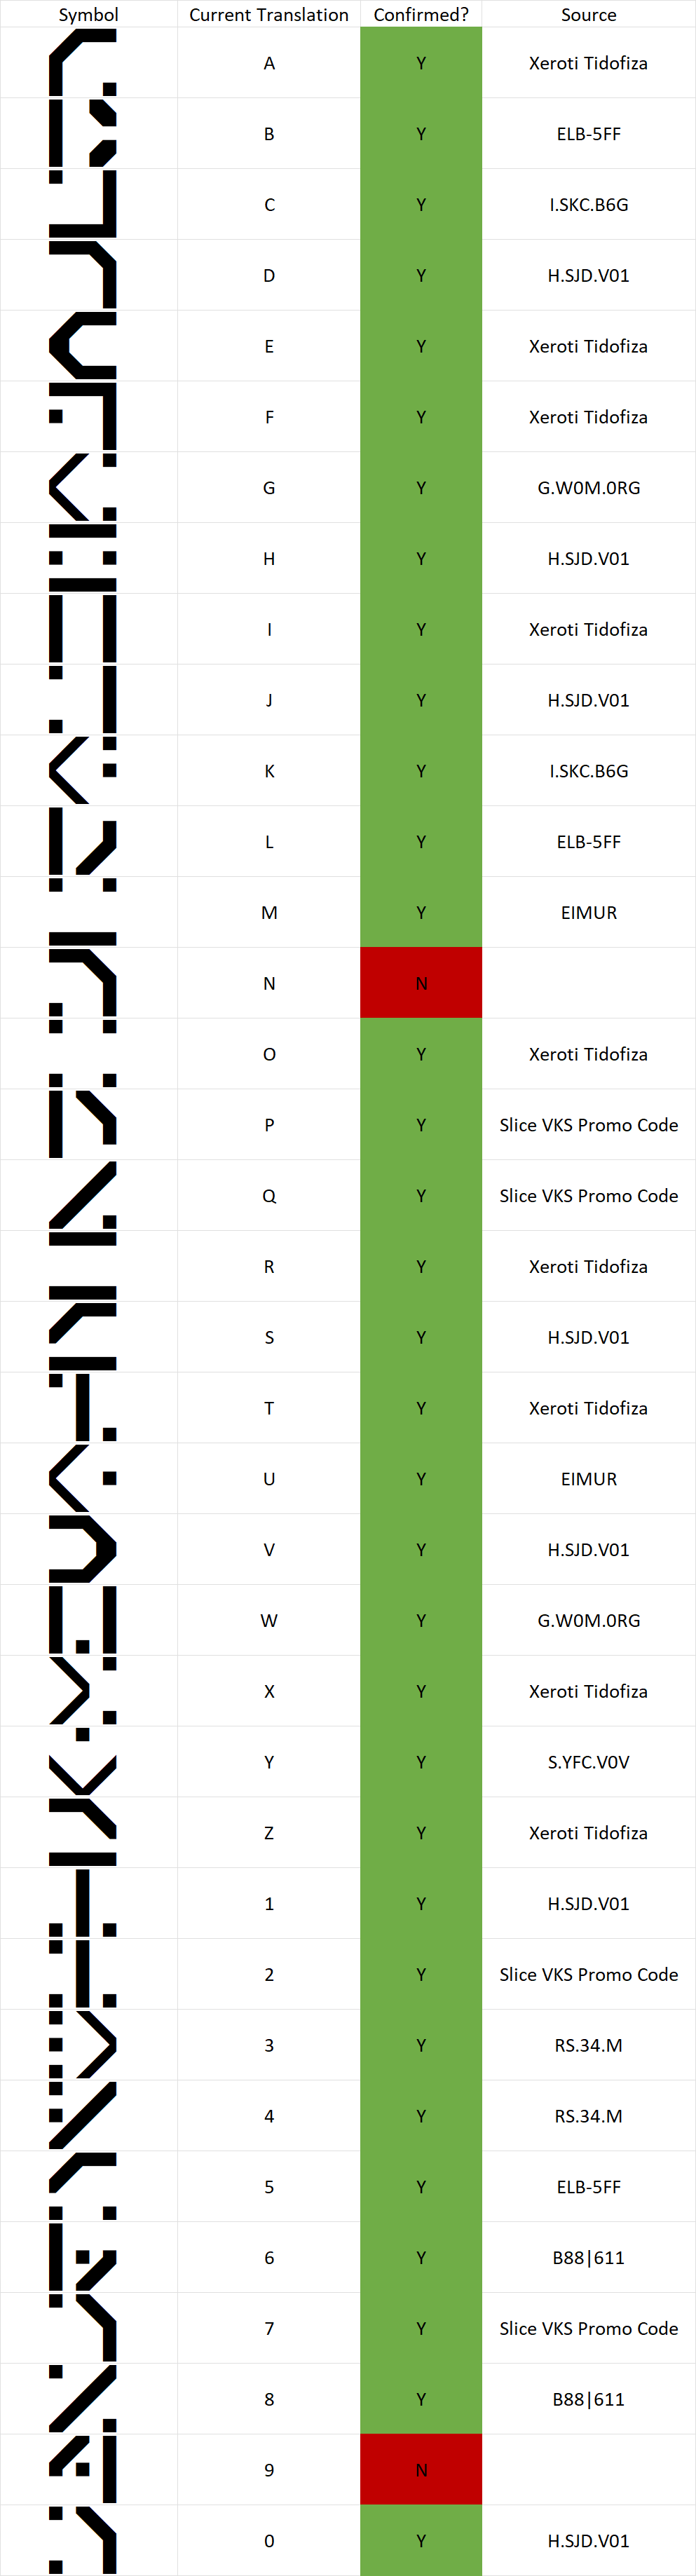 Symbol Current Translation Confirmed? Source
A Y Xeroti Tidofiza
B Y ELB-5FF
C Y I.SKC.B6G
D Y H.SJD.V01
E Y Xeroti Tidofiza
F Y Xeroti Tidofiza
G Y G.W0M.0RG
H Y H.SJD.V01
I Y Xeroti Tidofiza
J Y H.SJD.V01
K Y I.SKC.B6G
L Y ELB-5FF
M Y EIMUR
N N
O Y Xeroti Tidofiza
P Y Slice VKS Promo Code
Q Y Slice VKS Promo Code
R Y Xeroti Tidofiza
S Y H.SJD.V01
T Y Xeroti Tidofiza
U Y EIMUR
V Y H.SJD.V01
W Y G.W0M.0RG
X Y Xeroti Tidofiza
Y Y S.YFC.V0V
Z Y Xeroti Tidofiza
1 Y H.SJD.V01
2 Y Slice VKS Promo Code
3 Y RS.34.M
4 Y RS.34.M
5 Y ELB-5FF
6 Y B88|611
7 Y Slice VKS Promo Code
8 Y B88|611
9 N
0 Y H.SJD.V01